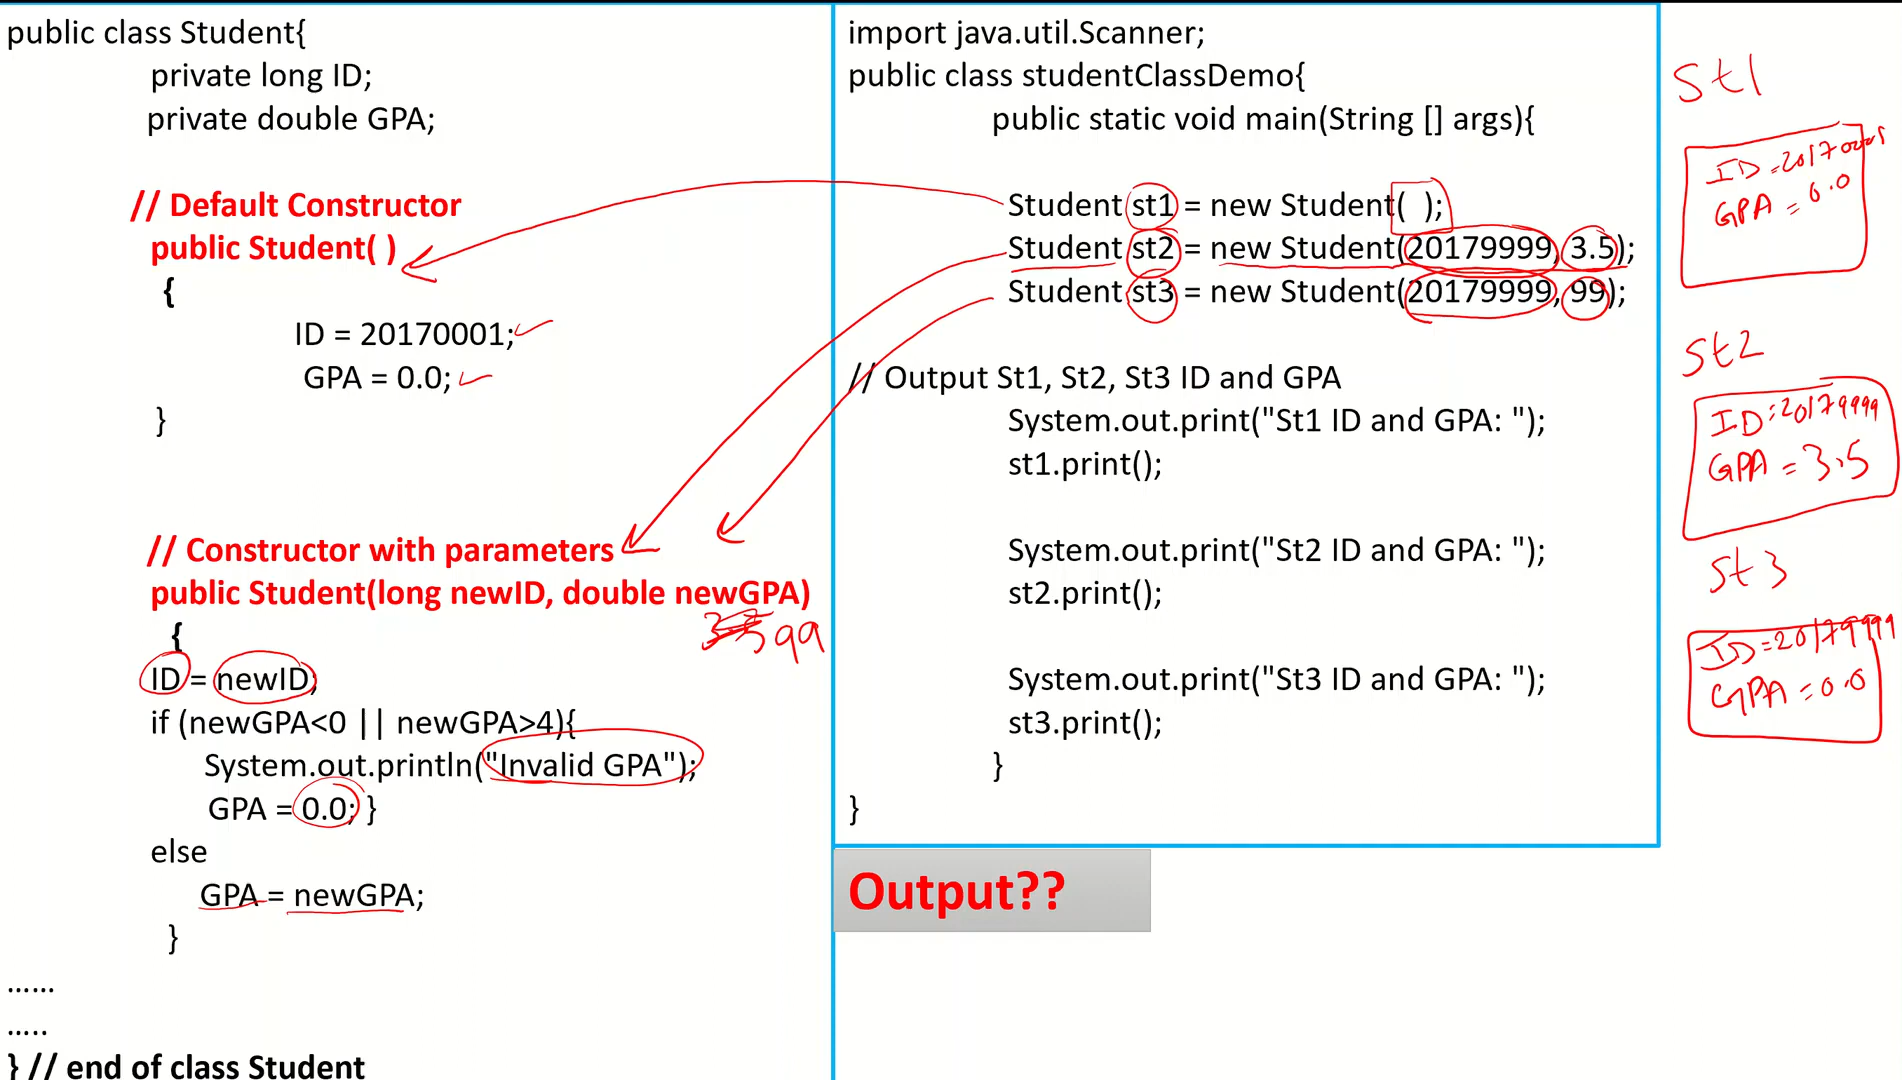 public class Student{
private long ID;
private double GPA;
// Default Constructor
public Student( )
{
ID = 20170001;
GPA = 0.0;
}
// Constructor with parameters
public Student(long newID, double newGPA)
3.5 99
{
ID = newID;
if (newGPA<0 || newGPA>4){
System.out.println("Invalid GPA");
GPA = 0.0; }
else
GPA = newGPA;
}
......
.....
} // end of class Student
import java.util.Scanner;
public class studentClassDemo{
public static void main(String [] args){
Student st1 = new Student( );
Student st2 = new Student(20179999, 3.5);
Student st3 = new Student(20179999, 99);
// Output St1, St2, St3 ID and GPA
System.out.print("St1 ID and GPA: ");
st1.print();
System.out.print("St2 ID and GPA: ");
st2.print();
System.out.print("St3 ID and GPA: ");
st3.print();
}
}
Output??
St1
ID = 20170001
GPA = 0.0
St2
ID = 20179999
GPA = 3.5
St3
ID = 20179999
GPA = 0.0